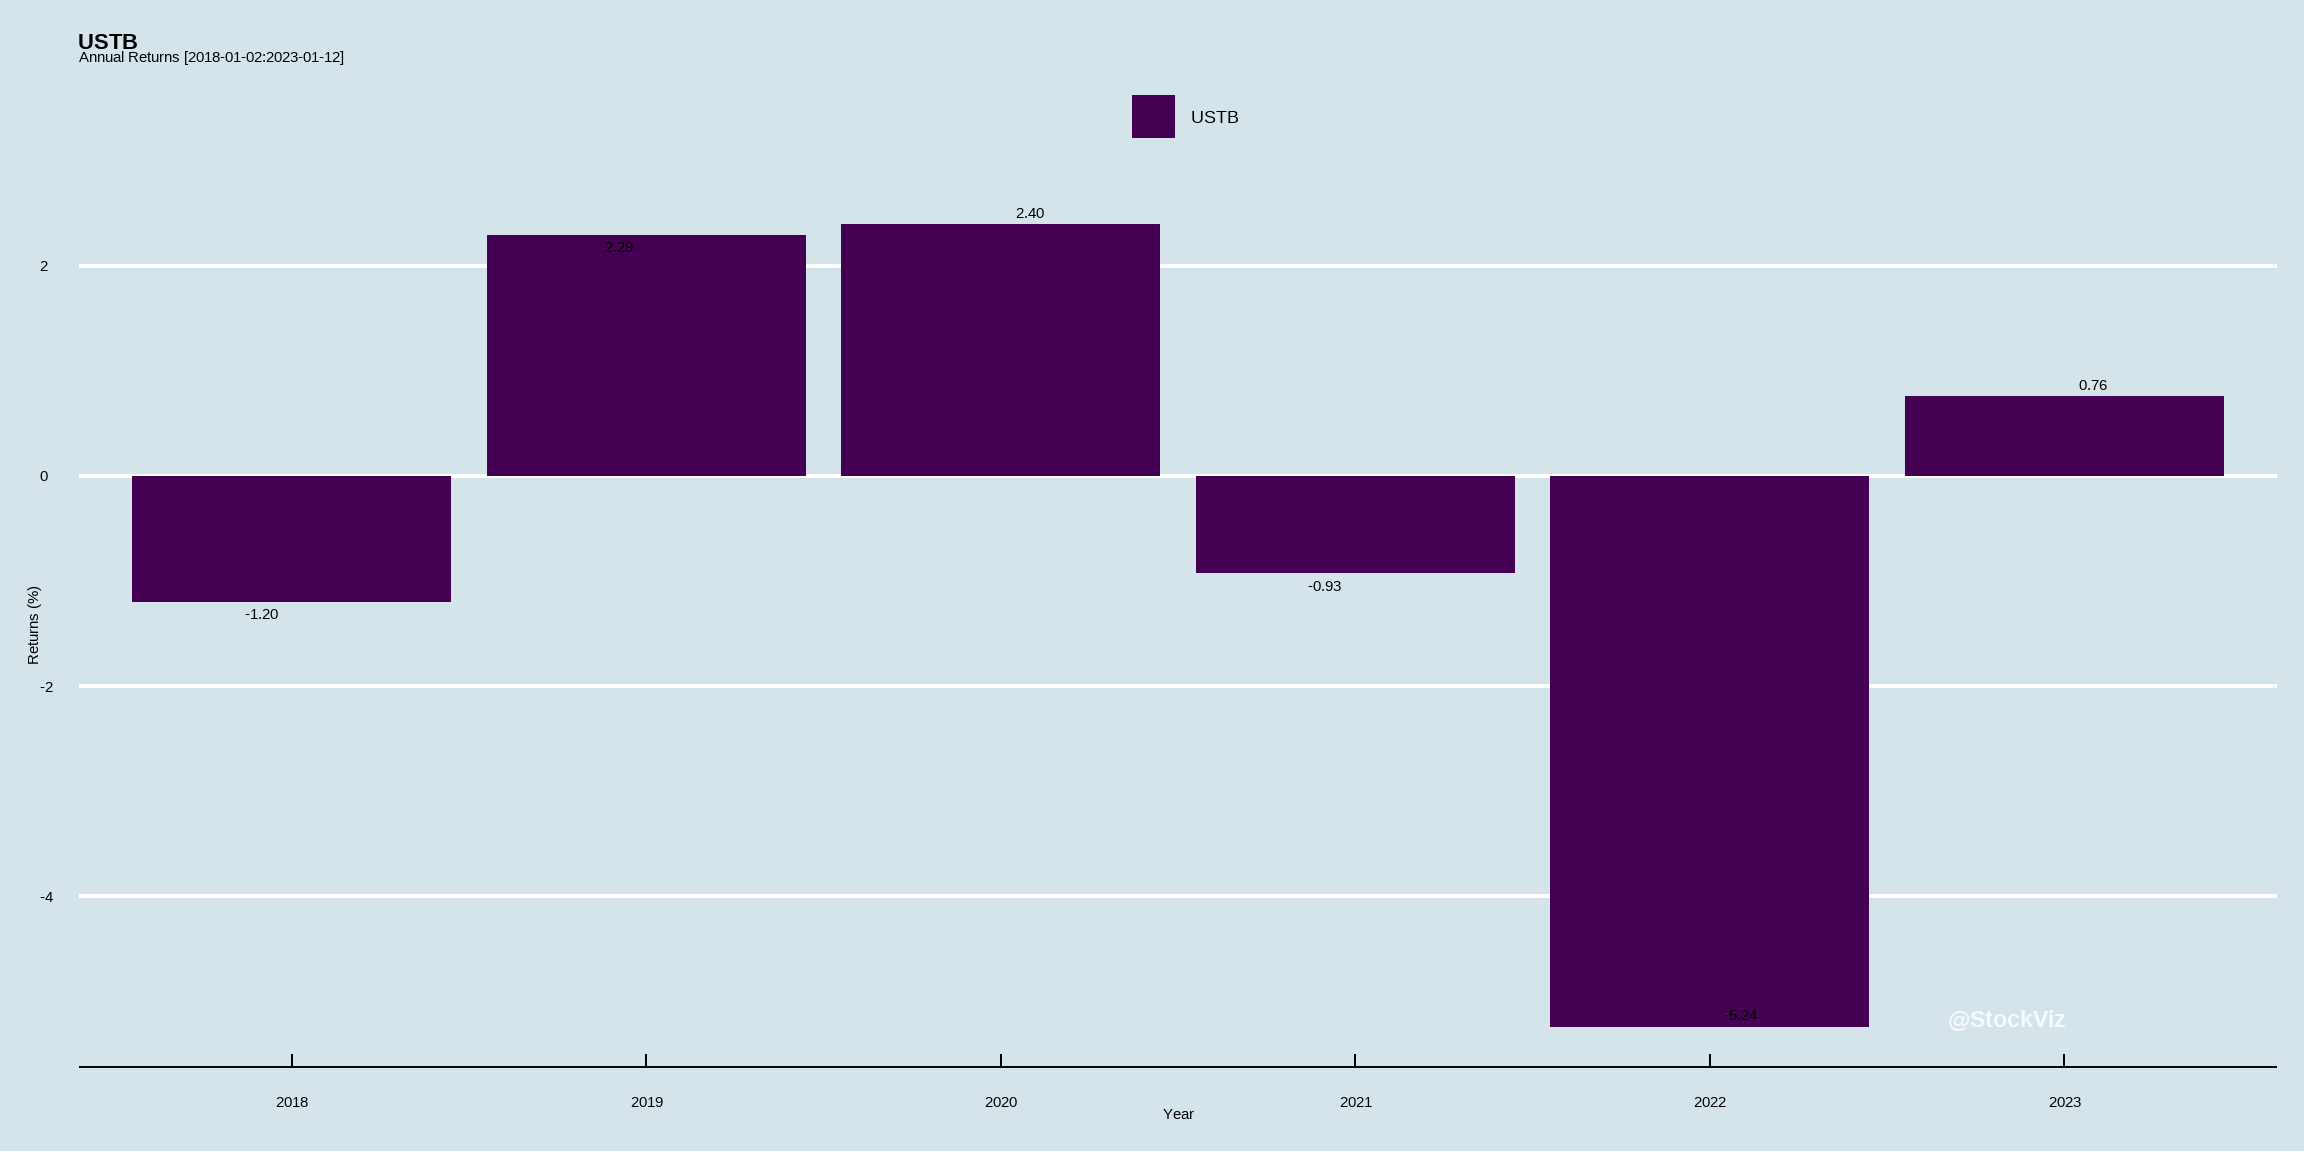 USTB
Annual Returns [2018-01-02:2023-01-12]
USTB
2.40
2.29
2
0.76
0
-0.93
-1.20
Returns (%)
-2
-4
-5.24
@StockViz
2018 2019 2020 2021 2022 2023
Year